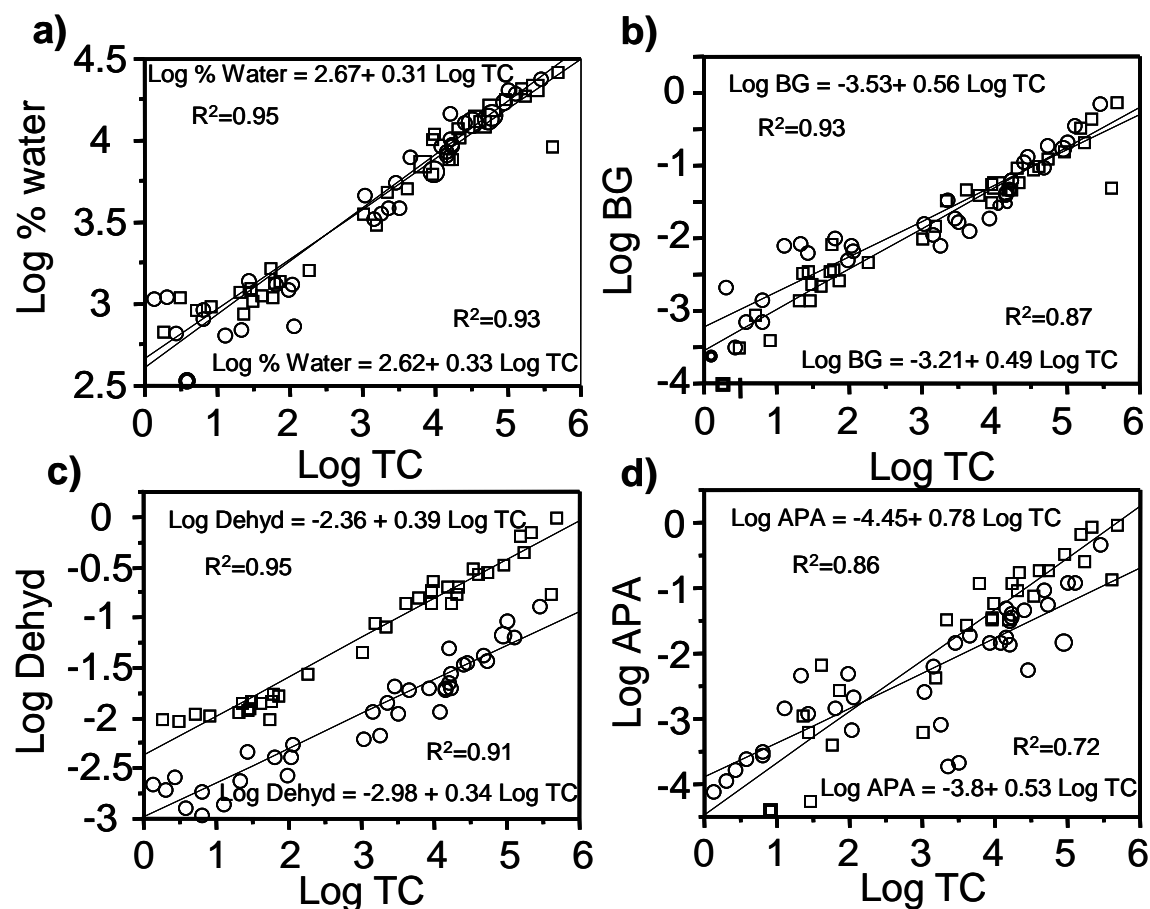 a)
Log % water
4.5
4
3.5
3
2.5
Log % Water = 2.67+ 0.31 Log TC
R²=0.95
R²=0.93
Log % Water = 2.62+ 0.33 Log TC
0 1 2 3 4 5 6
Log TC
b)
Log BG
0
-1
-2
-3
-4
Log BG = -3.53+ 0.56 Log TC
R²=0.93
R²=0.87
Log BG = -3.21+ 0.49 Log TC
0 1 2 3 4 5 6
Log TC
c)
Log Dehyd
0
-0.5
-1
-1.5
-2
-2.5
-3
Log Dehyd = -2.36 + 0.39 Log TC
R²=0.95
R²=0.91
Log Dehyd = -2.98 + 0.34 Log TC
0 1 2 3 4 5 6
Log TC
d)
Log APA
0
-1
-2
-3
-4
Log APA = -4.45+ 0.78 Log TC
R²=0.86
R²=0.72
Log APA = -3.8+ 0.53 Log TC
0 1 2 3 4 5 6
Log TC